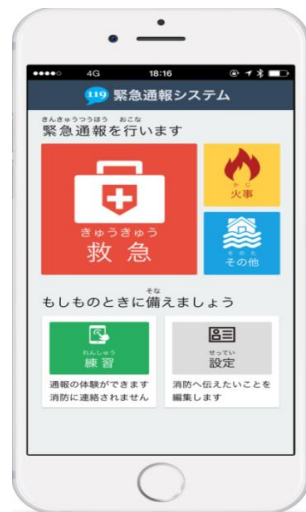 4G 18:16
119 緊急通報システム
きんきゅうつうほう おこな
緊急通報を行います
きゅうきゅう
救急
かじ
火事
そのた
その他
そな
もしものときに備えましょう
れんしゅう
練習
通報の体験ができます
消防に連絡されません
せってい
設定
消防へ伝えたいことを
編集します